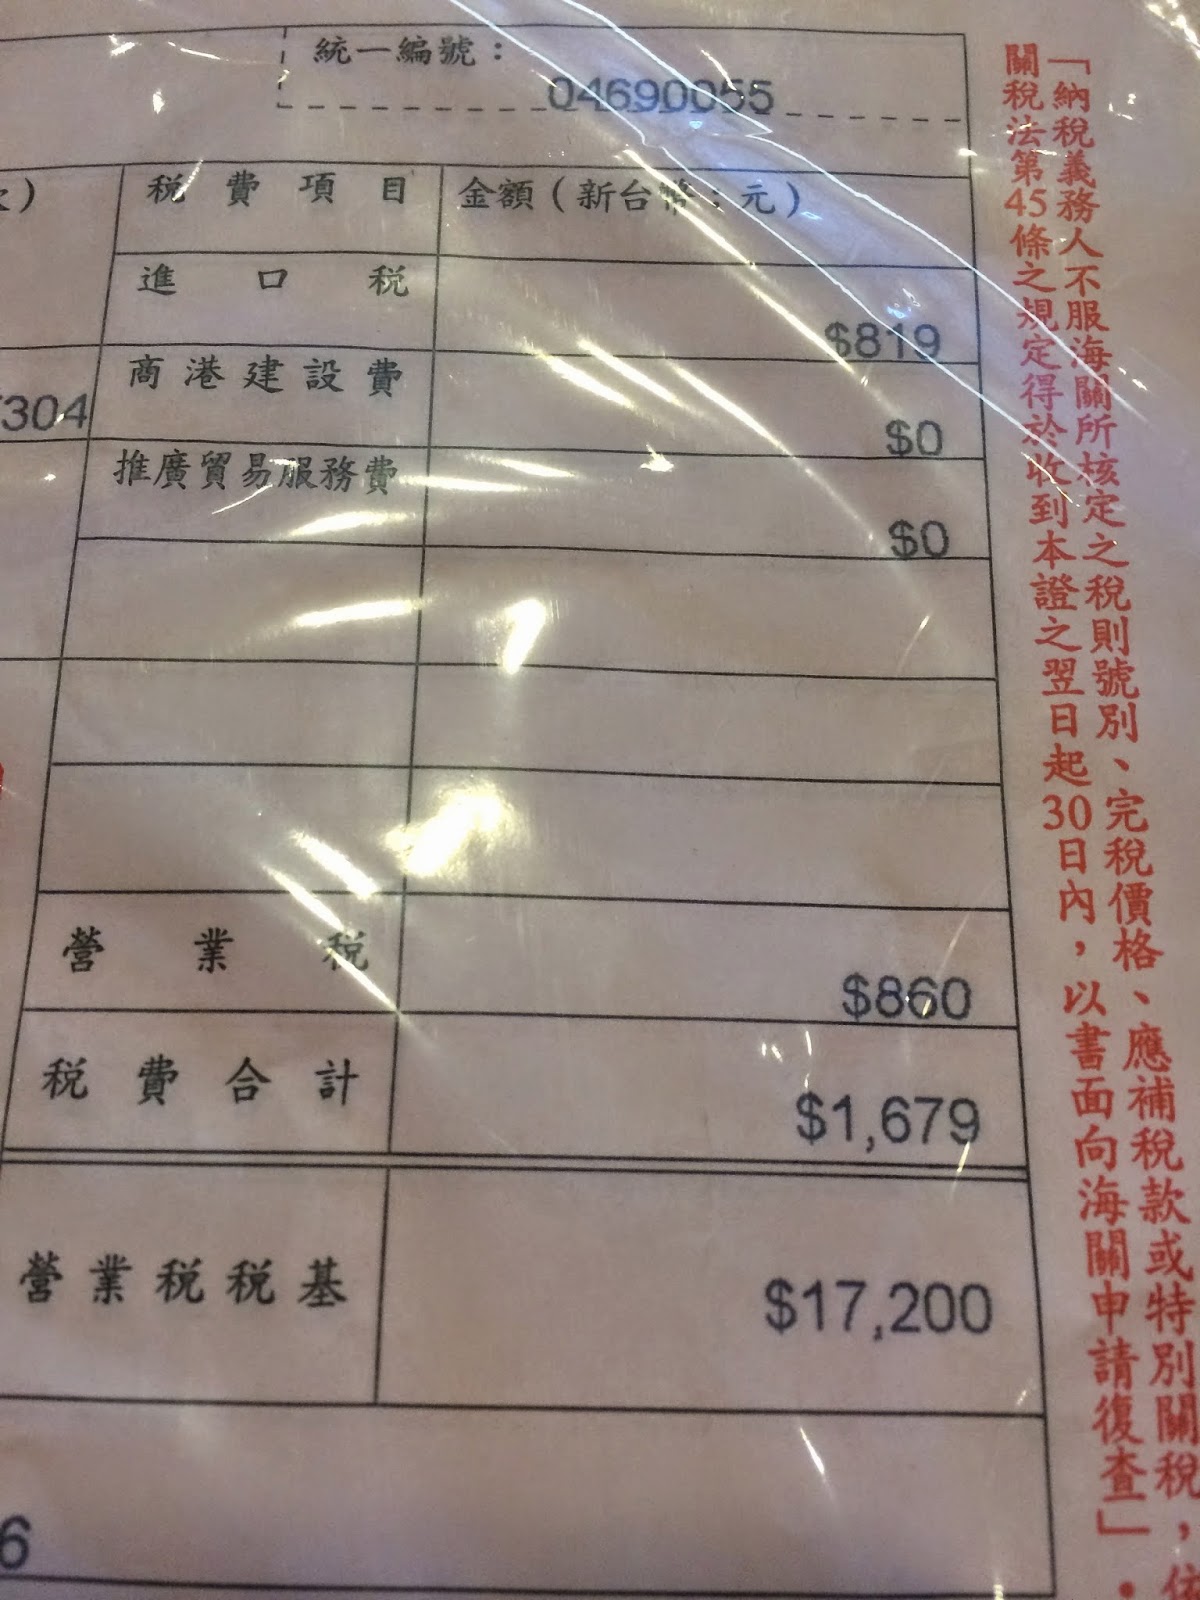 統一編號：
04690055
稅費項目
金額（新台幣；元）
進口稅
$819
商港建設費
$0
304
推廣貿易服務費
$0
營業稅
$860
稅費合計
$1,679
營業稅稅基
$17,200
6
「納稅義務人不服海關所核定之稅則號別、完稅價格、應補稅款或特別關稅，依
關稅法第45條之規定得於收到本證之翌日起30日內，以書面向海關申請復查」．